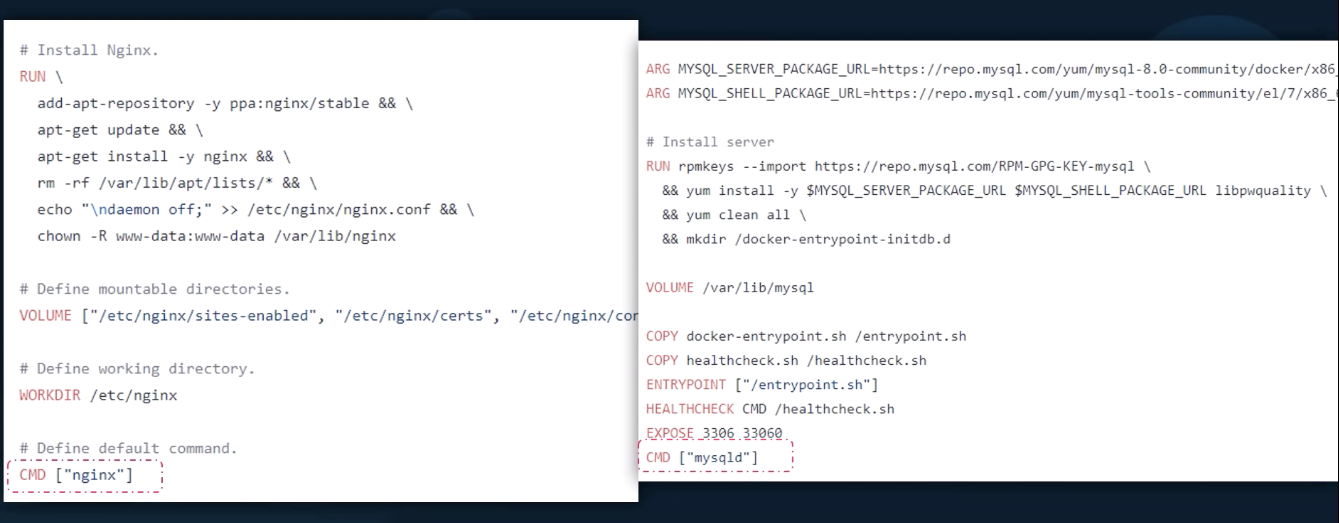 # Install Nginx.
RUN \
add-apt-repository -y ppa:nginx/stable && \
apt-get update && \
apt-get install -y nginx && \
rm -rf /var/lib/apt/lists/* && \
echo "\ndaemon off;" >> /etc/nginx/nginx.conf && \
chown -R www-data:www-data /var/lib/nginx
# Define mountable directories.
VOLUME ["/etc/nginx/sites-enabled", "/etc/nginx/certs", "/etc/nginx/cor
# Define working directory.
WORKDIR /etc/nginx
# Define default command.
CMD ["nginx"]
ARG MYSQL_SERVER_PACKAGE_URL=https://repo.mysql.com/yum/mysql-8.0-community/docker/x86_
ARG MYSQL_SHELL_PACKAGE_URL=https://repo.mysql.com/yum/mysql-tools-community/el/7/x86_
# Install server
RUN rpmkeys --import https://repo.mysql.com/RPM-GPG-KEY-mysql \
&& yum install -y $MYSQL_SERVER_PACKAGE_URL $MYSQL_SHELL_PACKAGE_URL libpwquality \
&& yum clean all \
&& mkdir /docker-entrypoint-initdb.d
VOLUME /var/lib/mysql
COPY docker-entrypoint.sh /entrypoint.sh
COPY healthcheck.sh /healthcheck.sh
ENTRYPOINT ["/entrypoint.sh"]
HEALTHCHECK CMD /healthcheck.sh
EXPOSE 3306 33060
CMD ["mysqld"]